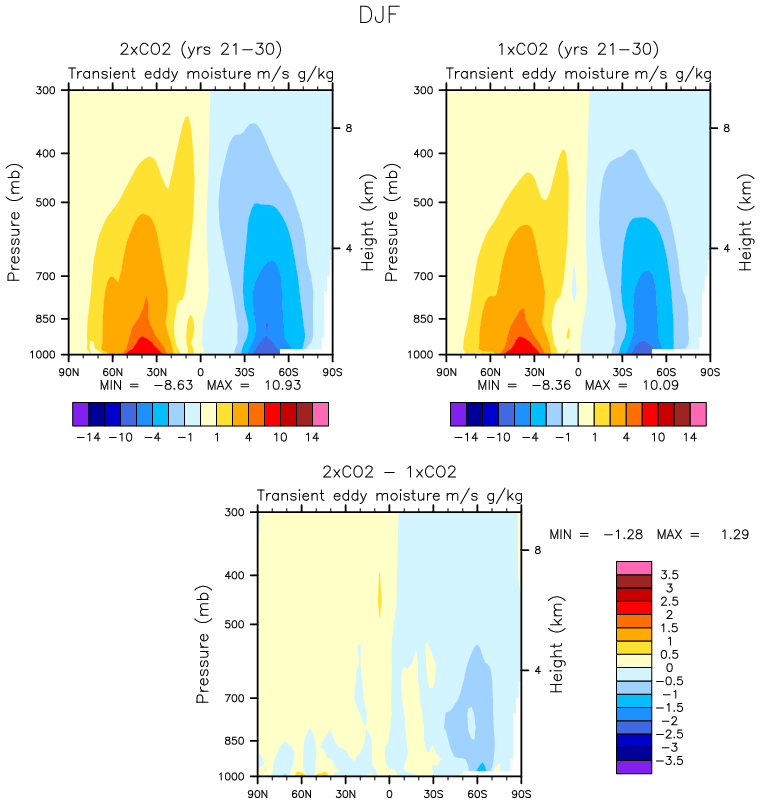 DJF
2xCO2 (yrs 21-30)
Transient eddy moisture m/s g/kg
300
400
500
700
850
1000
Pressure (mb)
8
4
Height (km)
90N 60N 30N 0 30S 60S 90S
MIN = -8.63 MAX = 10.93
-14 -10 -4 -1 1 4 10 14
1xCO2 (yrs 21-30)
Transient eddy moisture m/s g/kg
300
400
500
700
850
1000
Pressure (mb)
8
4
Height (km)
90N 60N 30N 0 30S 60S 90S
MIN = -8.36 MAX = 10.09
-14 -10 -4 -1 1 4 10 14
2xCO2 - 1xCO2
Transient eddy moisture m/s g/kg
300
400
500
700
850
1000
Pressure (mb)
8
4
Height (km)
90N 60N 30N 0 30S 60S 90S
MIN = -1.28 MAX = 1.29
3.5
3
2.5
2
1.5
1
0.5
0
-0.5
-1
-1.5
-2
-2.5
-3
-3.5